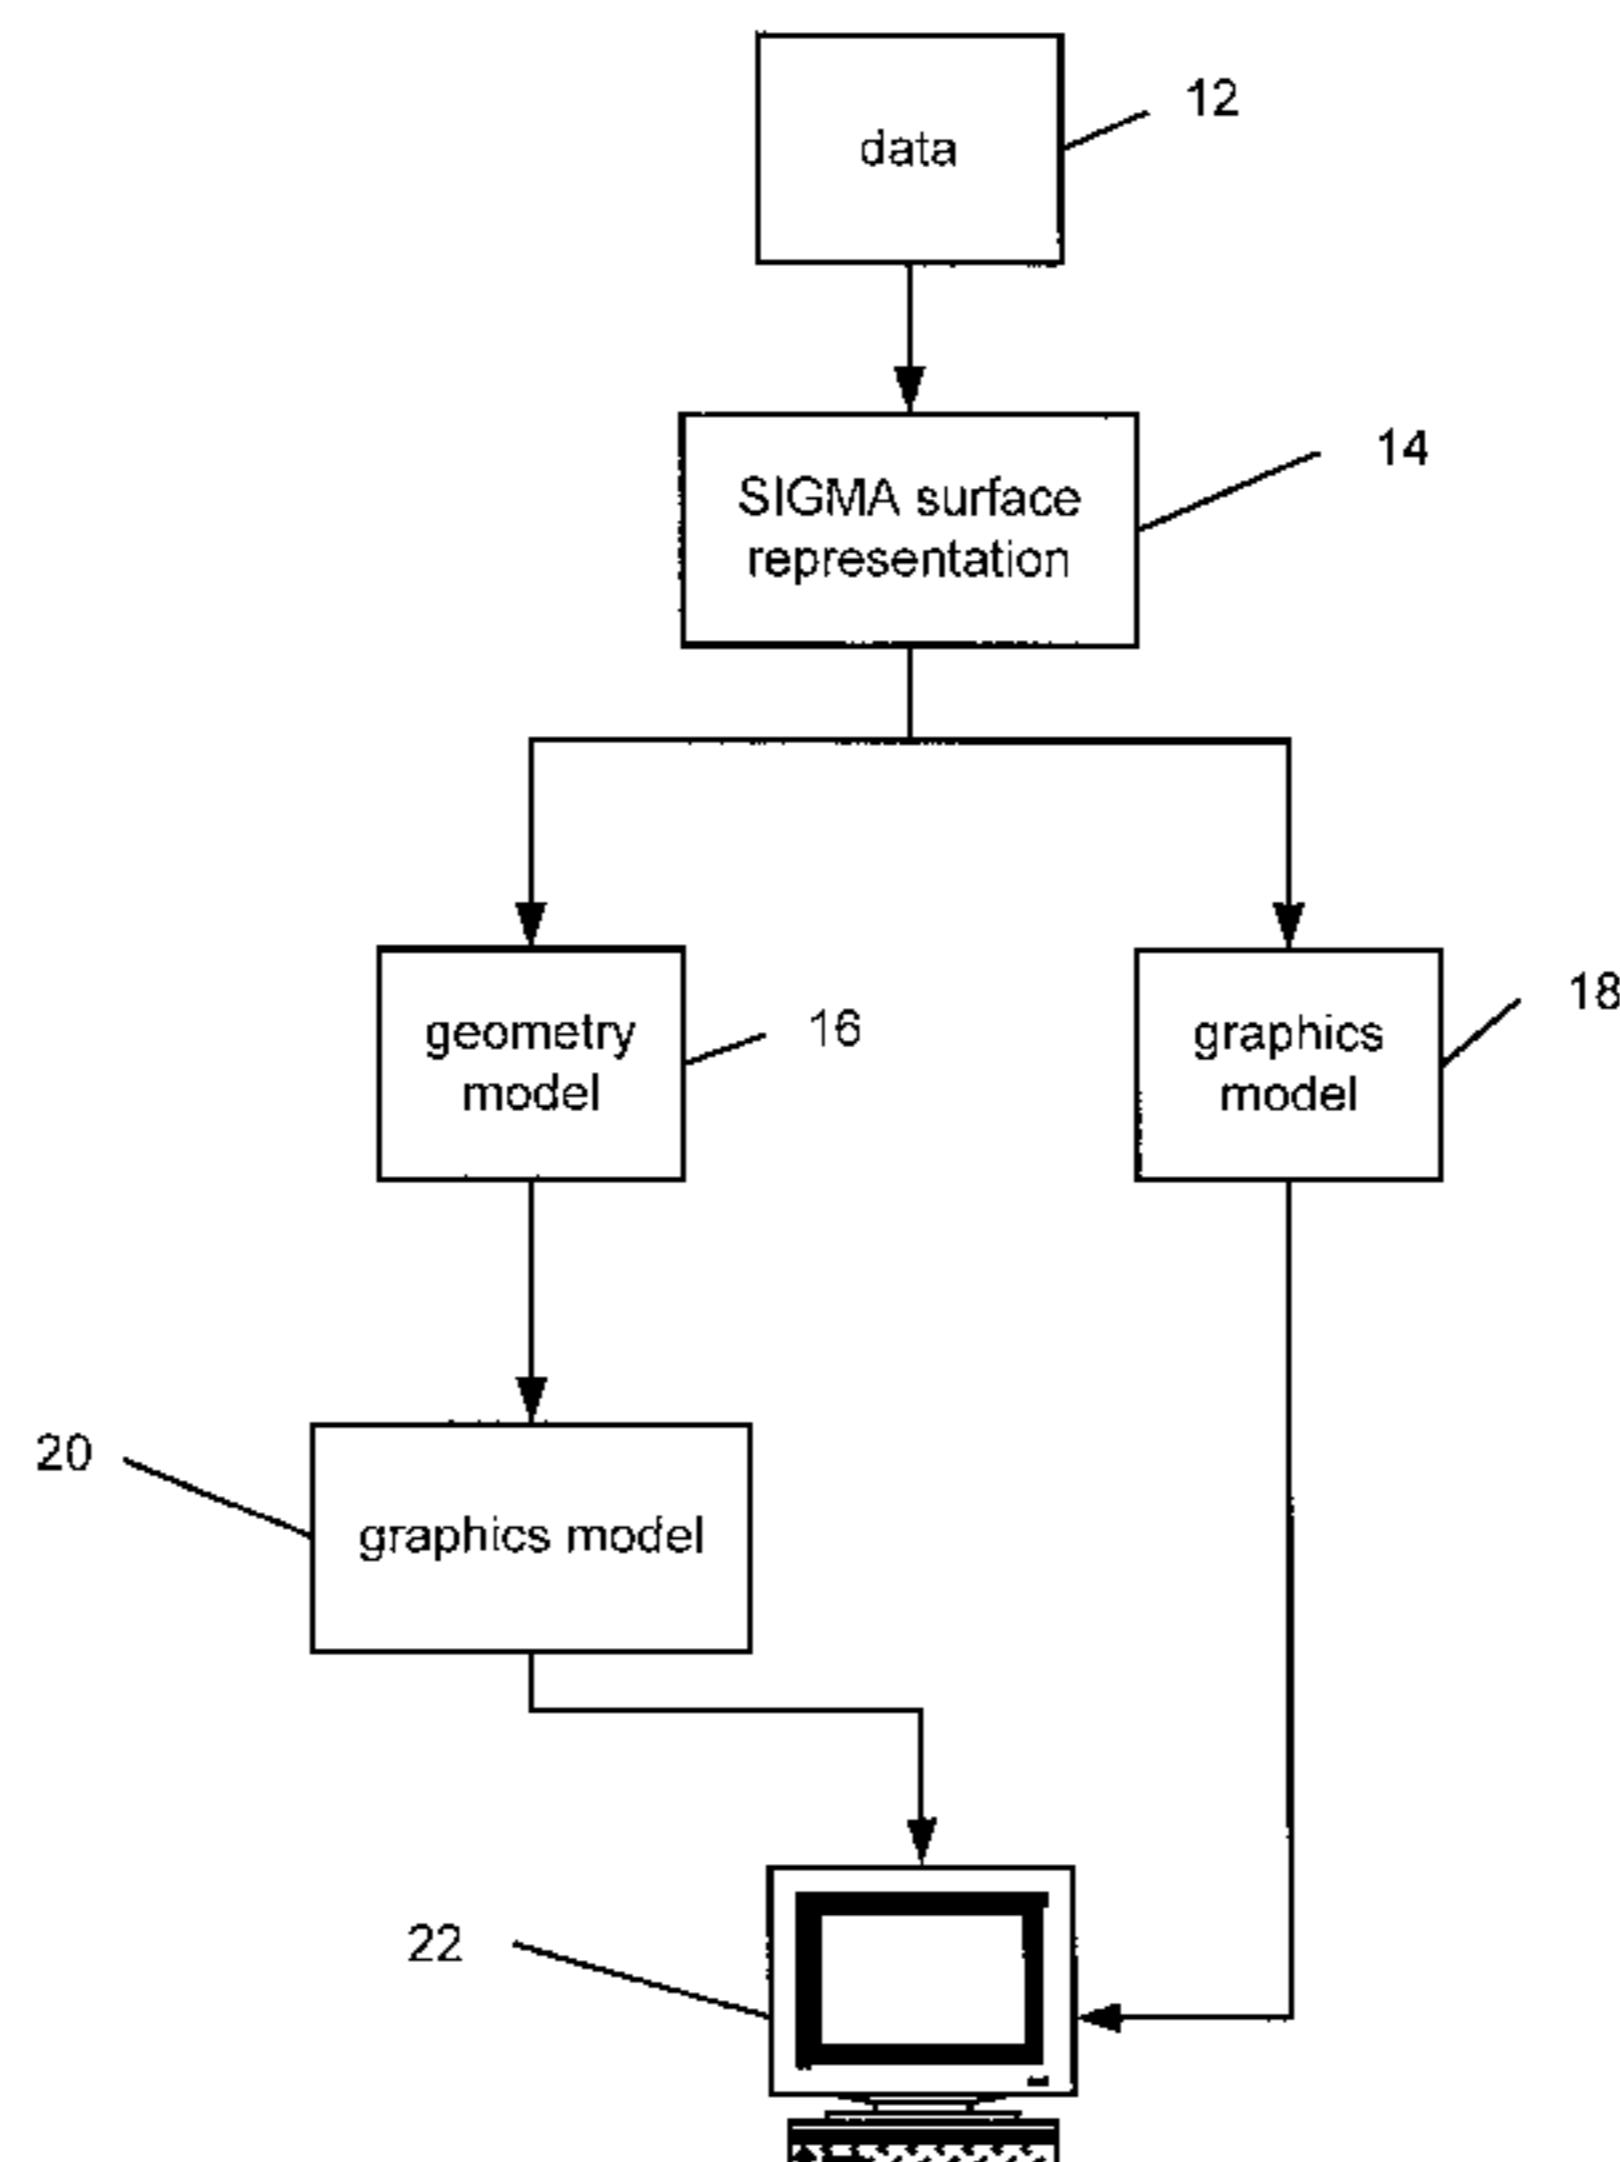 data
12
SIGMA surface
representation
14
geometry
model
16
graphics
model
18
20
graphics model
22